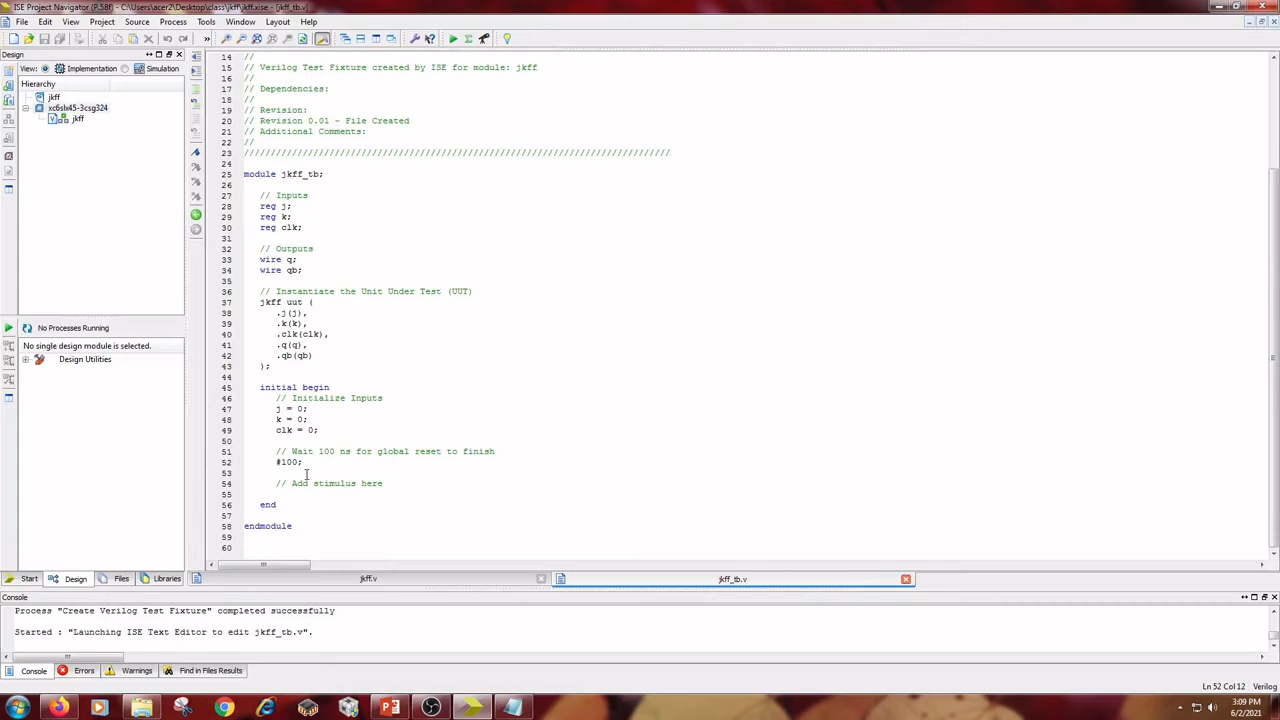 ISE Project Navigator (P.58f) - C:\Users\acer2\Desktop\class\jkff\jkff.xise - [jkff_tb.v]
File Edit View Project Source Process Tools Window Layout Help
Design
View: Implementation Simulation
Hierarchy
jkff
xc6slx45-3csg324
jkff
No Processes Running
No single design module is selected.
Design Utilities
Start Design Files Libraries
14 //
15 // Verilog Test Fixture created by ISE for module: jkff
16 //
17 // Dependencies:
18 //
19 // Revision:
20 // Revision 0.01 - File Created
21 // Additional Comments:
22 //
23 ////////////////////////////////////////////////////////////////////////////////
24
25 module jkff_tb;
26
27 // Inputs
28 reg j;
29 reg k;
30 reg clk;
31
32 // Outputs
33 wire q;
34 wire qb;
35
36 // Instantiate the Unit Under Test (UUT)
37 jkff uut (
38 .j(j),
39 .k(k),
40 .clk(clk),
41 .q(q),
42 .qb(qb)
43 );
44
45 initial begin
46 // Initialize Inputs
47 j = 0;
48 k = 0;
49 clk = 0;
50
51 // Wait 100 ns for global reset to finish
52 #100;
53
54 // Add stimulus here
55
56 end
57
58 endmodule
59
60
jkff.v jkff_tb.v
Console
Process "Create Verilog Test Fixture" completed successfully
Started : "Launching ISE Text Editor to edit jkff_tb.v".
Console Errors Warnings Find in Files Results
Ln 52 Col 12 Verilog
3:09 PM
6/2/2021